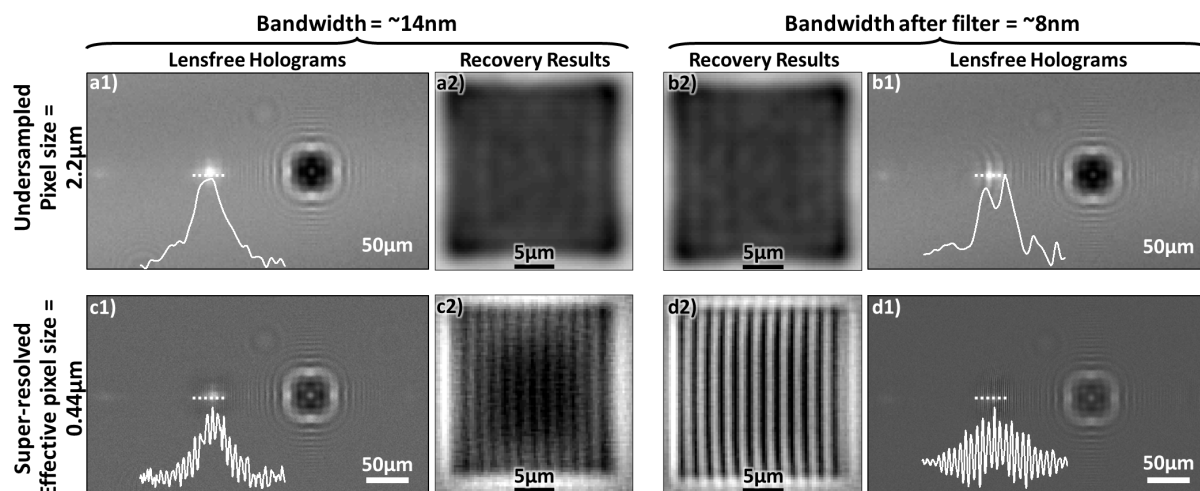 Bandwidth = ~14nm
Bandwidth after filter = ~8nm
Lensfree Holograms
Recovery Results
Recovery Results
Lensfree Holograms
Undersampled
Pixel size =
2.2µm
a1)
50µm
a2)
5µm
b2)
5µm
b1)
50µm
Super-resolved
Effective pixel size =
0.44µm
c1)
50µm
c2)
5µm
d2)
5µm
d1)
50µm